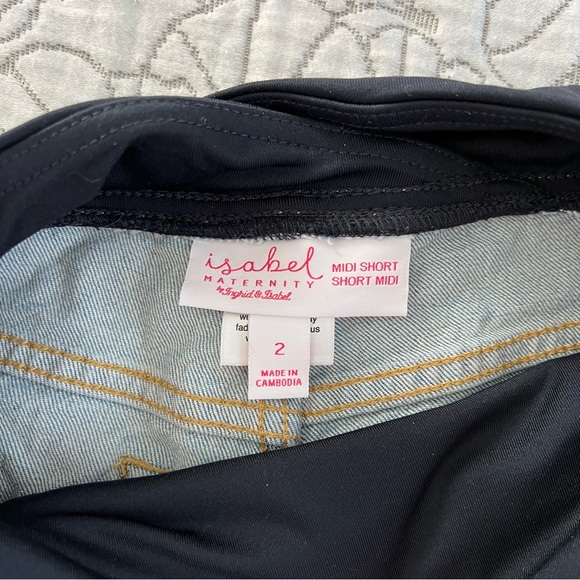 isabel
MATERNITY
by Ingrid & Isabel
MIDI SHORT
SHORT MIDI
2
MADE IN
CAMBODIA